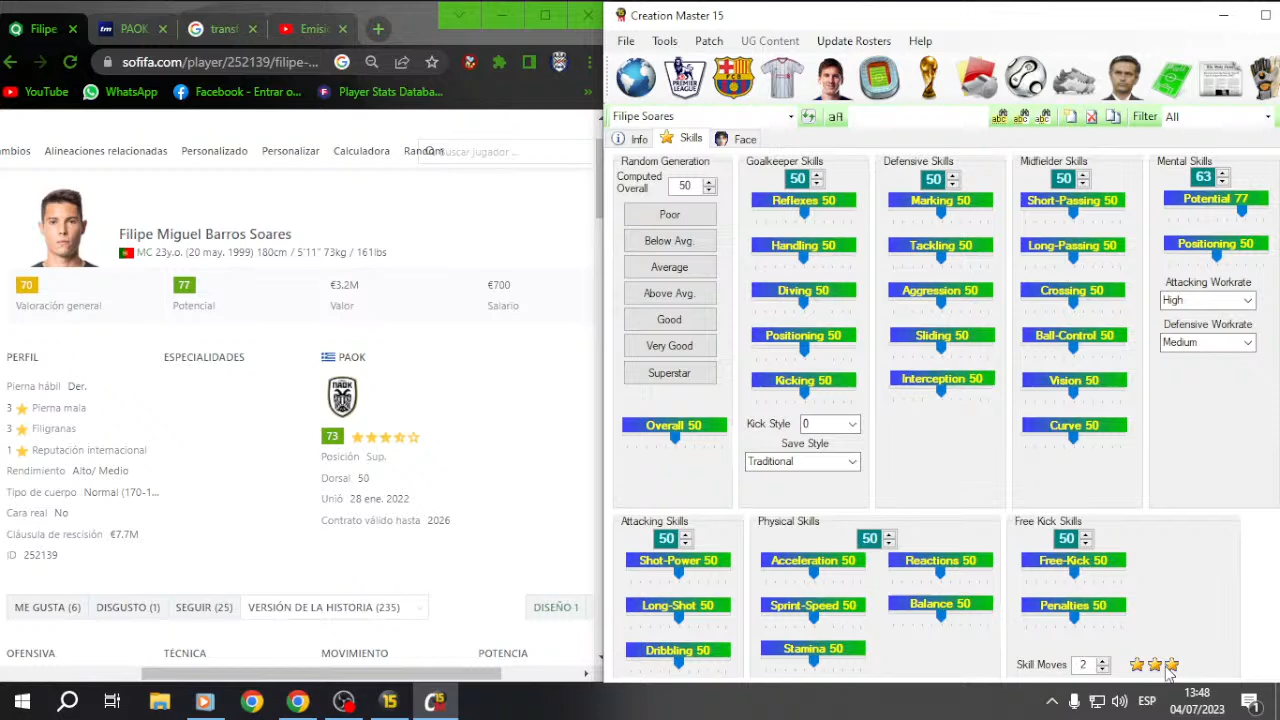 Filipe
PAOK
transf
Emisi
sofifa.com/player/252139/filipe-...
YouTube
WhatsApp
Facebook - Entrar o...
Player Stats Databa...
»
mbios
Alineaciones relacionadas
Personalizado
Personalizar
Calculadora
Random
Buscar jugador ...
Filipe Miguel Barros Soares
MC 23y.o. (20 may. 1999) 180cm / 5'11" 73kg / 161lbs
70
77
€3.2M
€700
Valoración general
Potencial
Valor
Salario
PERFIL
ESPECIALIDADES
PAOK
Pierna hábil Der.
3 Pierna mala
3 Filigranas
1 Reputación internacional
Rendimiento Alto/ Medio
Tipo de cuerpo Normal (170-1...
Cara real No
Cláusula de rescisión €7.7M
ID 252139
73
Posición Sup.
Dorsal 50
Unió 28 ene. 2022
Contrato válido hasta 2026
ME GUSTA (6)
DISGUSTO (1)
SEGUIR (25)
VERSIÓN DE LA HISTORIA (235)
DISEÑO 1
OFENSIVA
TÉCNICA
MOVIMIENTO
POTENCIA
Creation Master 15
File
Tools
Patch
UG Content
Update Rosters
Help
Filipe Soares
aA
abc
abc
abc
Filter
All
Info
Skills
Face
Random Generation
Computed
Overall
50
Poor
Below Avg.
Average
Above Avg.
Good
Very Good
Superstar
Overall 50
Goalkeeper Skills
50
Reflexes 50
Handling 50
Diving 50
Positioning 50
Kicking 50
Kick Style 0
Save Style
Traditional
Defensive Skills
50
Marking 50
Tackling 50
Aggression 50
Sliding 50
Interception 50
Midfielder Skills
50
Short-Passing 50
Long-Passing 50
Crossing 50
Ball-Control 50
Vision 50
Curve 50
Mental Skills
63
Potential 77
Positioning 50
Attacking Workrate
High
Defensive Workrate
Medium
Attacking Skills
50
Shot-Power 50
Long-Shot 50
Dribbling 50
Physical Skills
50
Acceleration 50
Sprint-Speed 50
Stamina 50
Reactions 50
Balance 50
Free Kick Skills
50
Free-Kick 50
Penalties 50
Skill Moves 2
15
15
ESP
13:48
04/07/2023
1